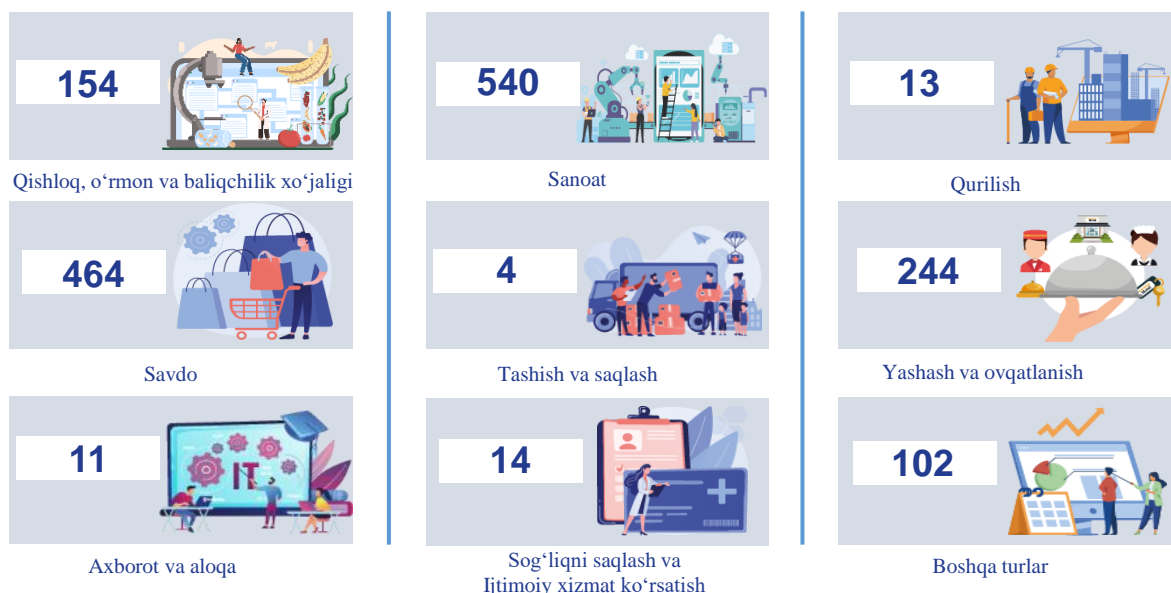 154
540
13
Qishloq, o‘rmon va baliqchilik xo‘jaligi
Sanoat
Qurilish
464
4
244
Savdo
Tashish va saqlash
Yashash va ovqatlanish
IT
11
14
102
Axborot va aloqa
Sog‘liqni saqlash va
Ijtimoiy xizmat ko‘rsatish
Boshqa turlar